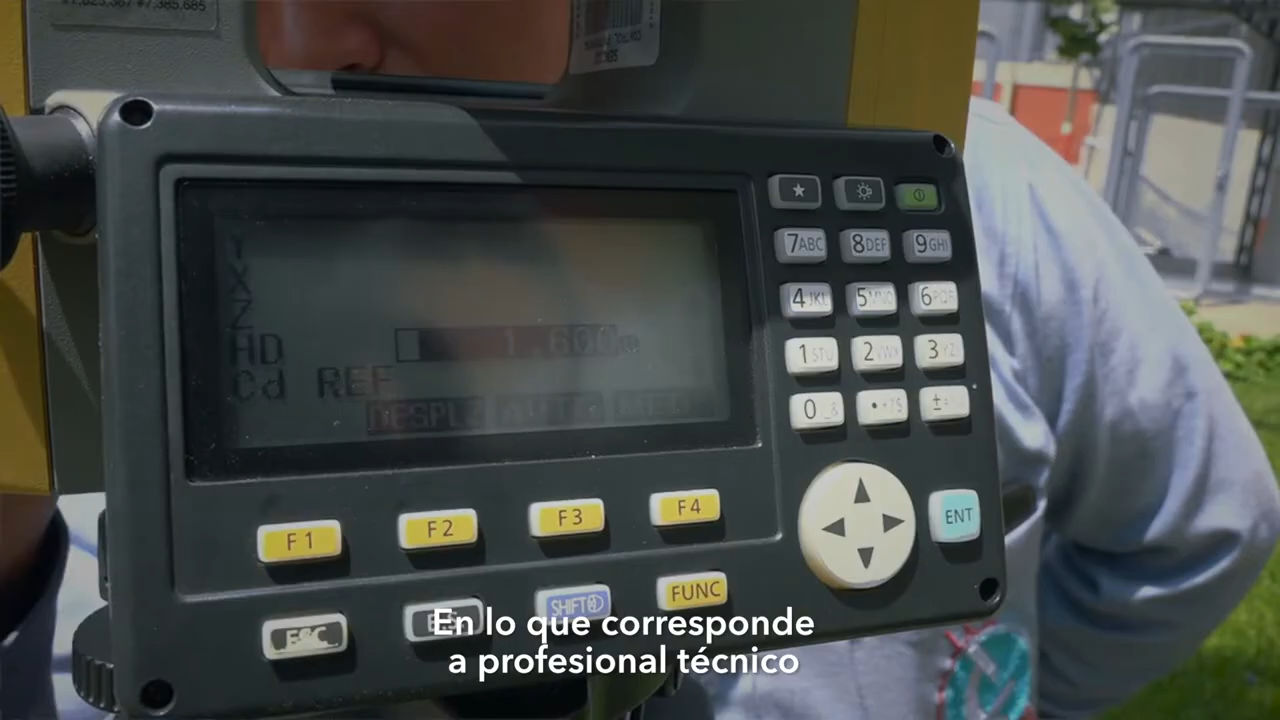 ★
7ABC 8DEF 9GHI
4JKL 5MNO 6PQR
1STU 2VWX 3YZ
0
HD 1.600m
Cd REF
ENT
F1 F2 F3 F4
ESC SHIFT FUNC
En lo que corresponde
a profesional técnico